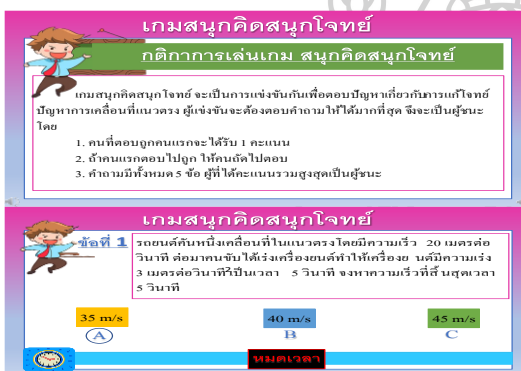 เกมสนุกคิดสนุกโจทย์
กติกาการเล่นเกม สนุกคิดสนุกโจทย์
เกมสนุกคิดสนุกโจทย์ จะเป็นการแข่งขันกันเพื่อตอบปัญหาเกี่ยวกับการแก้โจทย์
ปัญหาการเคลื่อนที่แนวตรง ผู้แข่งขันจะต้องตอบคำถามให้ได้มากที่สุด จึงจะเป็นผู้ชนะ
โดย
1. คนที่ตอบถูกคนแรกจะได้รับ 1 คะแนน
2. ถ้าคนแรกตอบไม่ถูก ให้คนถัดไปตอบ
3. คำถามมีทั้งหมด 5 ข้อ ผู้ที่ได้คะแนนรวมสูงสุดเป็นผู้ชนะ
เกมสนุกคิดสนุกโจทย์
ข้อที่ 1
รถยนต์คันหนึ่งเคลื่อนที่ในแนวตรงโดยมีความเร็ว 20 เมตรต่อ
วินาที ต่อมาคนขับได้เร่งเครื่องยนต์ทำให้เครื่องย นต์มีความเร่ง
3 เมตรต่อวินาที²เป็นเวลา 5 วินาที จงหาความเร็วที่สิ้นสุดเวลา
5 วินาที
35 m/s 40 m/s 45 m/s
A B C
หมดเวลา